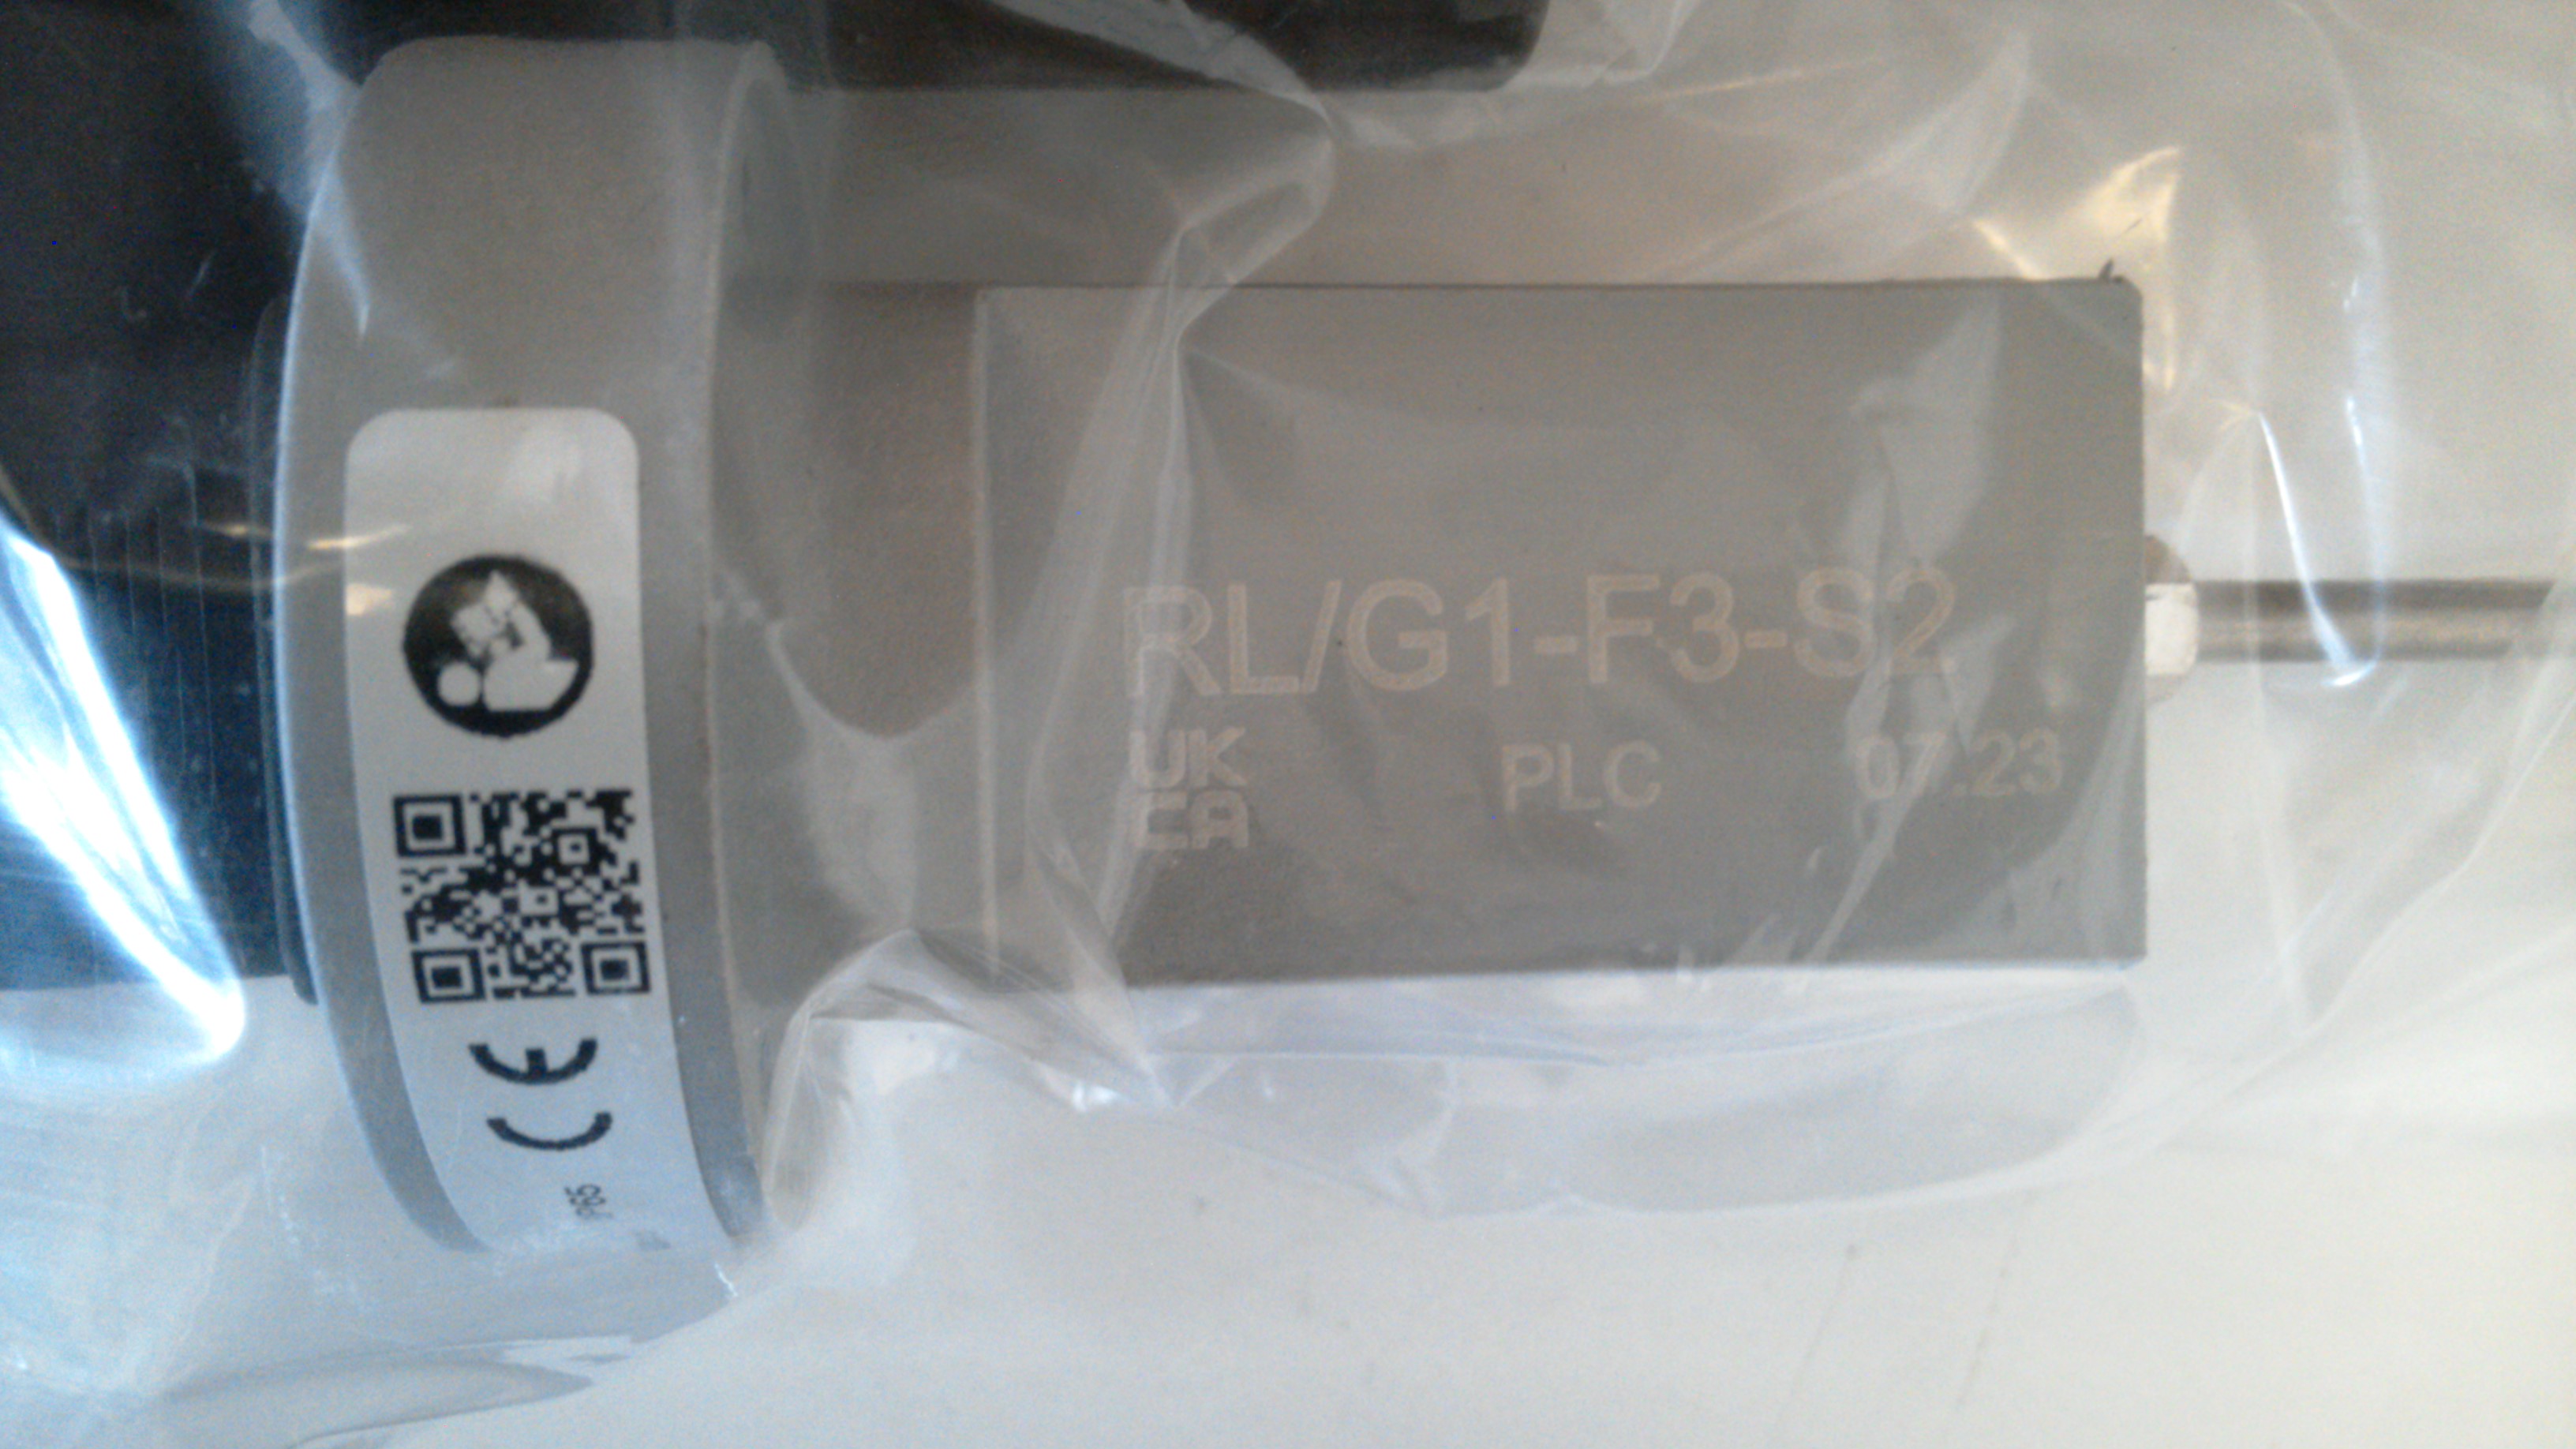 RL/G1-F3-S2
UK
CA
PLC
07.23
CE
IP65